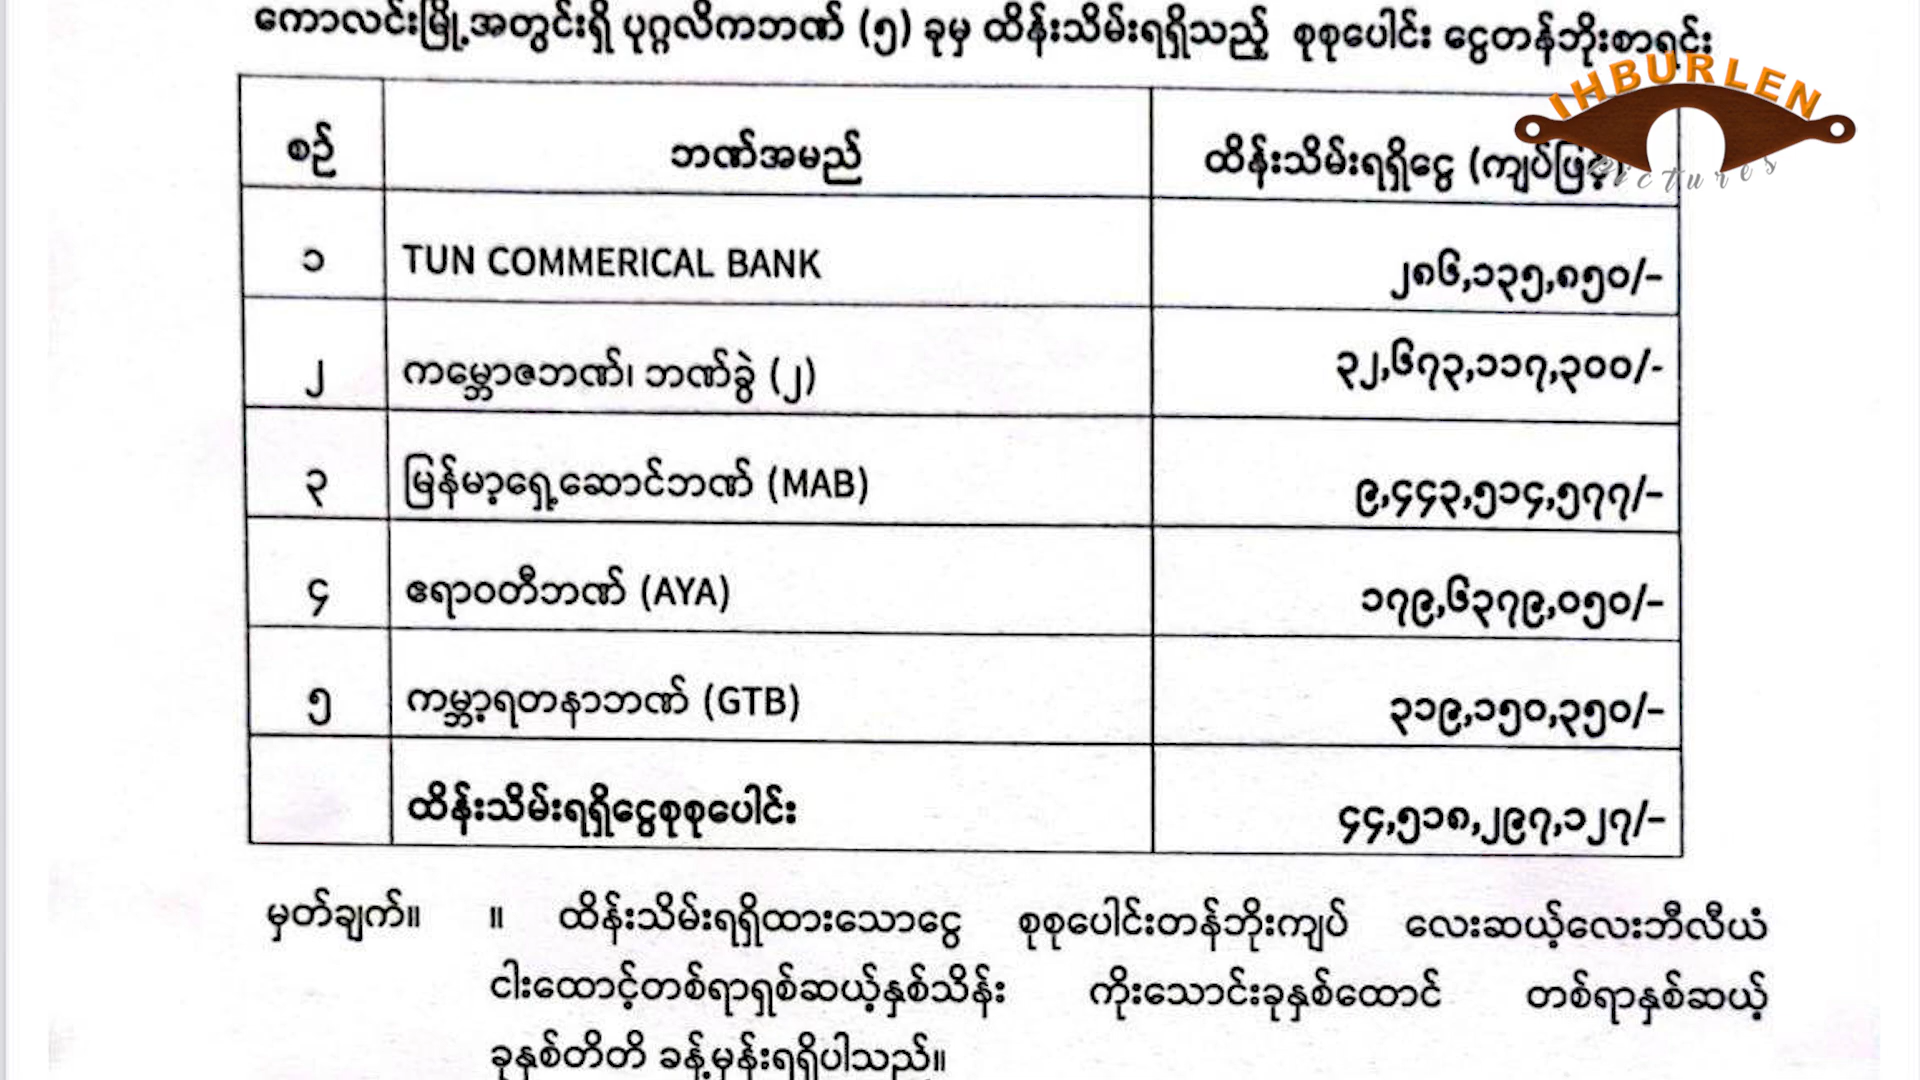 ကောလင်းမြို့အတွင်းရှိ ပုဂ္ဂလိကဘဏ် (၅) ခုမှ ထိန်းသိမ်းရရှိသည့် စုစုပေါင်း ငွေတန်ဘိုးစာရင်း
IHBURLEN
ictures
စဉ် ဘဏ်အမည် ထိန်းသိမ်းရရှိငွေ (ကျပ်ဖြင့်)
၁ TUN COMMERICAL BANK ၂၈၆,၁၃၅,၈၅၀/-
၂ ကမ္ဘောဇဘဏ်၊ ဘဏ်ခွဲ (၂) ၃၂,၆၇၃,၁၁၇,၃၀၀/-
၃ မြန်မာ့ရှေ့ဆောင်ဘဏ် (MAB) ၉,၄၄၃,၅၁၄,၅၇၇/-
၄ ဧရာဝတီဘဏ် (AYA) ၁၇၉,၆၃၇၉,၀၅၀/-
၅ ကမ္ဘာ့ရတနာဘဏ် (GTB) ၃၁၉,၁၅၀,၃၅၀/-
ထိန်းသိမ်းရရှိငွေစုစုပေါင်း ၄၄,၅၁၈,၂၉၇,၁၂၇/-
မှတ်ချက်။ ။ ထိန်းသိမ်းရရှိထားသောငွေ စုစုပေါင်းတန်ဘိုးကျပ် လေးဆယ့်လေးဘီလီယံ
ငါးထောင့်တစ်ရာရှစ်ဆယ့်နှစ်သိန်း ကိုးသောင်းခုနှစ်ထောင် တစ်ရာနှစ်ဆယ့်
ခုနှစ်တိတိ ခန့်မှန်းရရှိပါသည်။